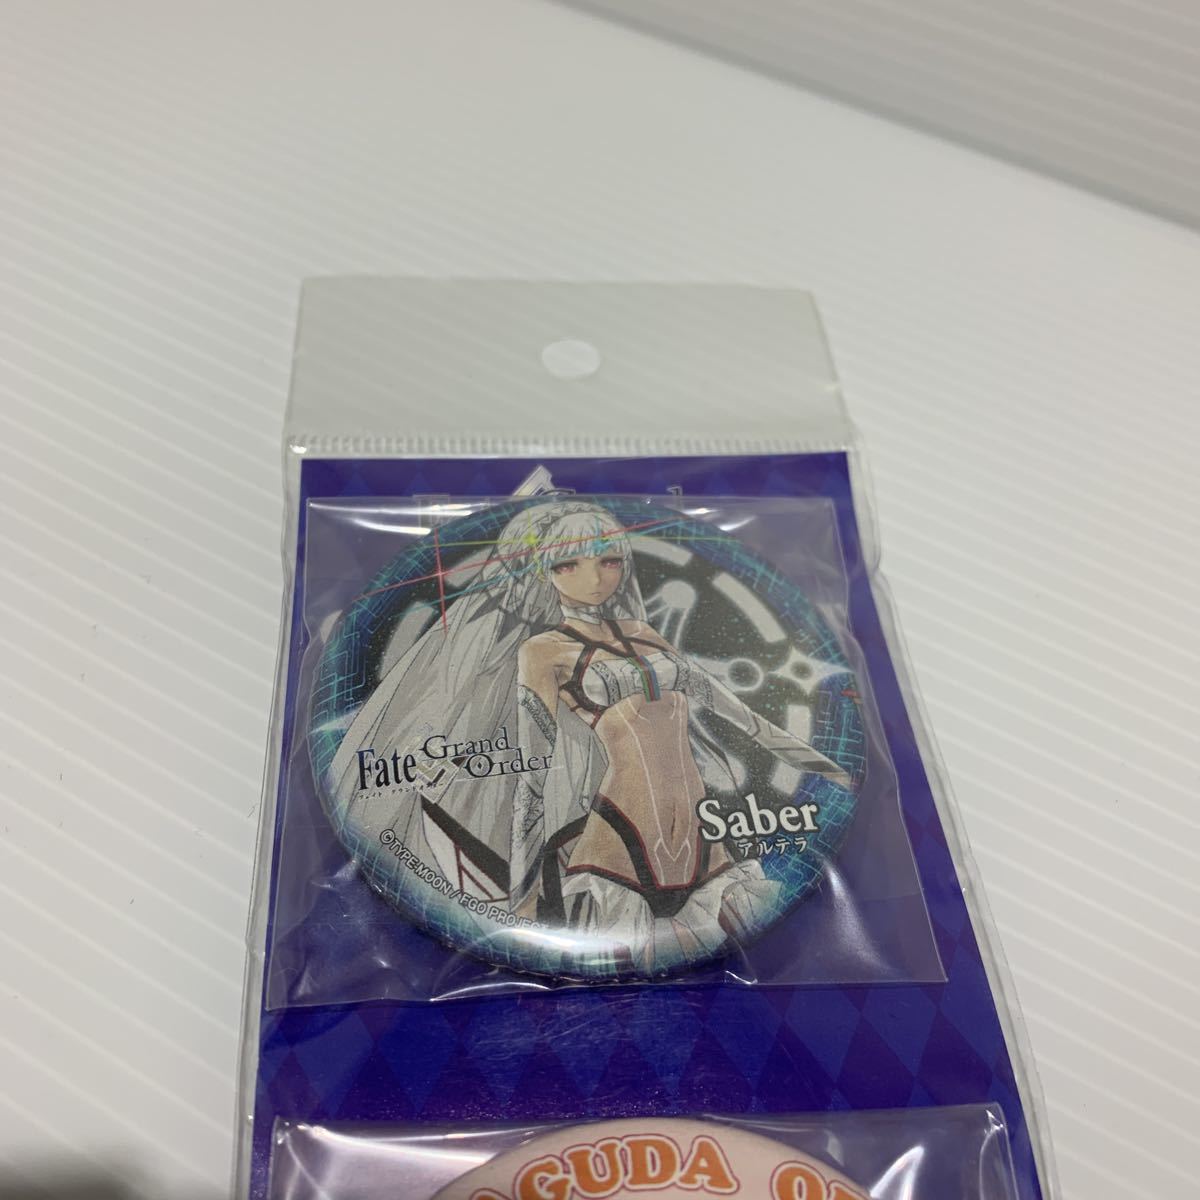 Fate Grand Order
フェイト／グランドオーダー
Saber
アルテラ
©TYPE-MOON / FGO PROJECT
GUDA